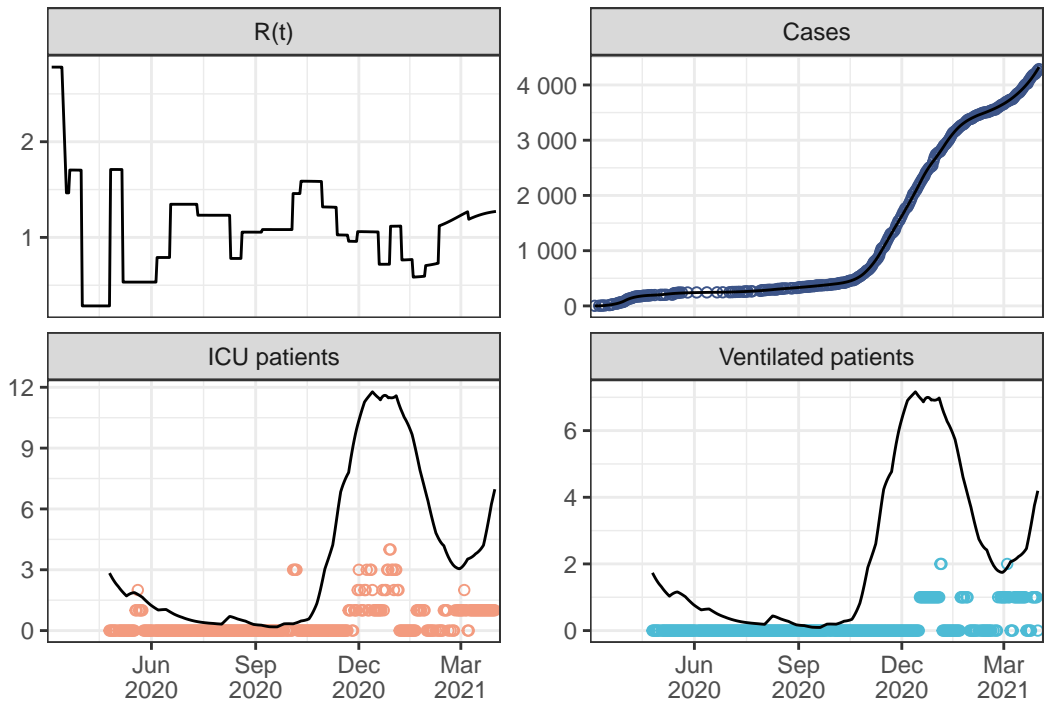 R(t)
Cases
2
1
4 000
3 000
2 000
1 000
0
ICU patients
Ventilated patients
12
9
6
3
0
6
4
2
0
Jun Sep Dec Mar
2020 2020 2020 2021
Jun Sep Dec Mar
2020 2020 2020 2021